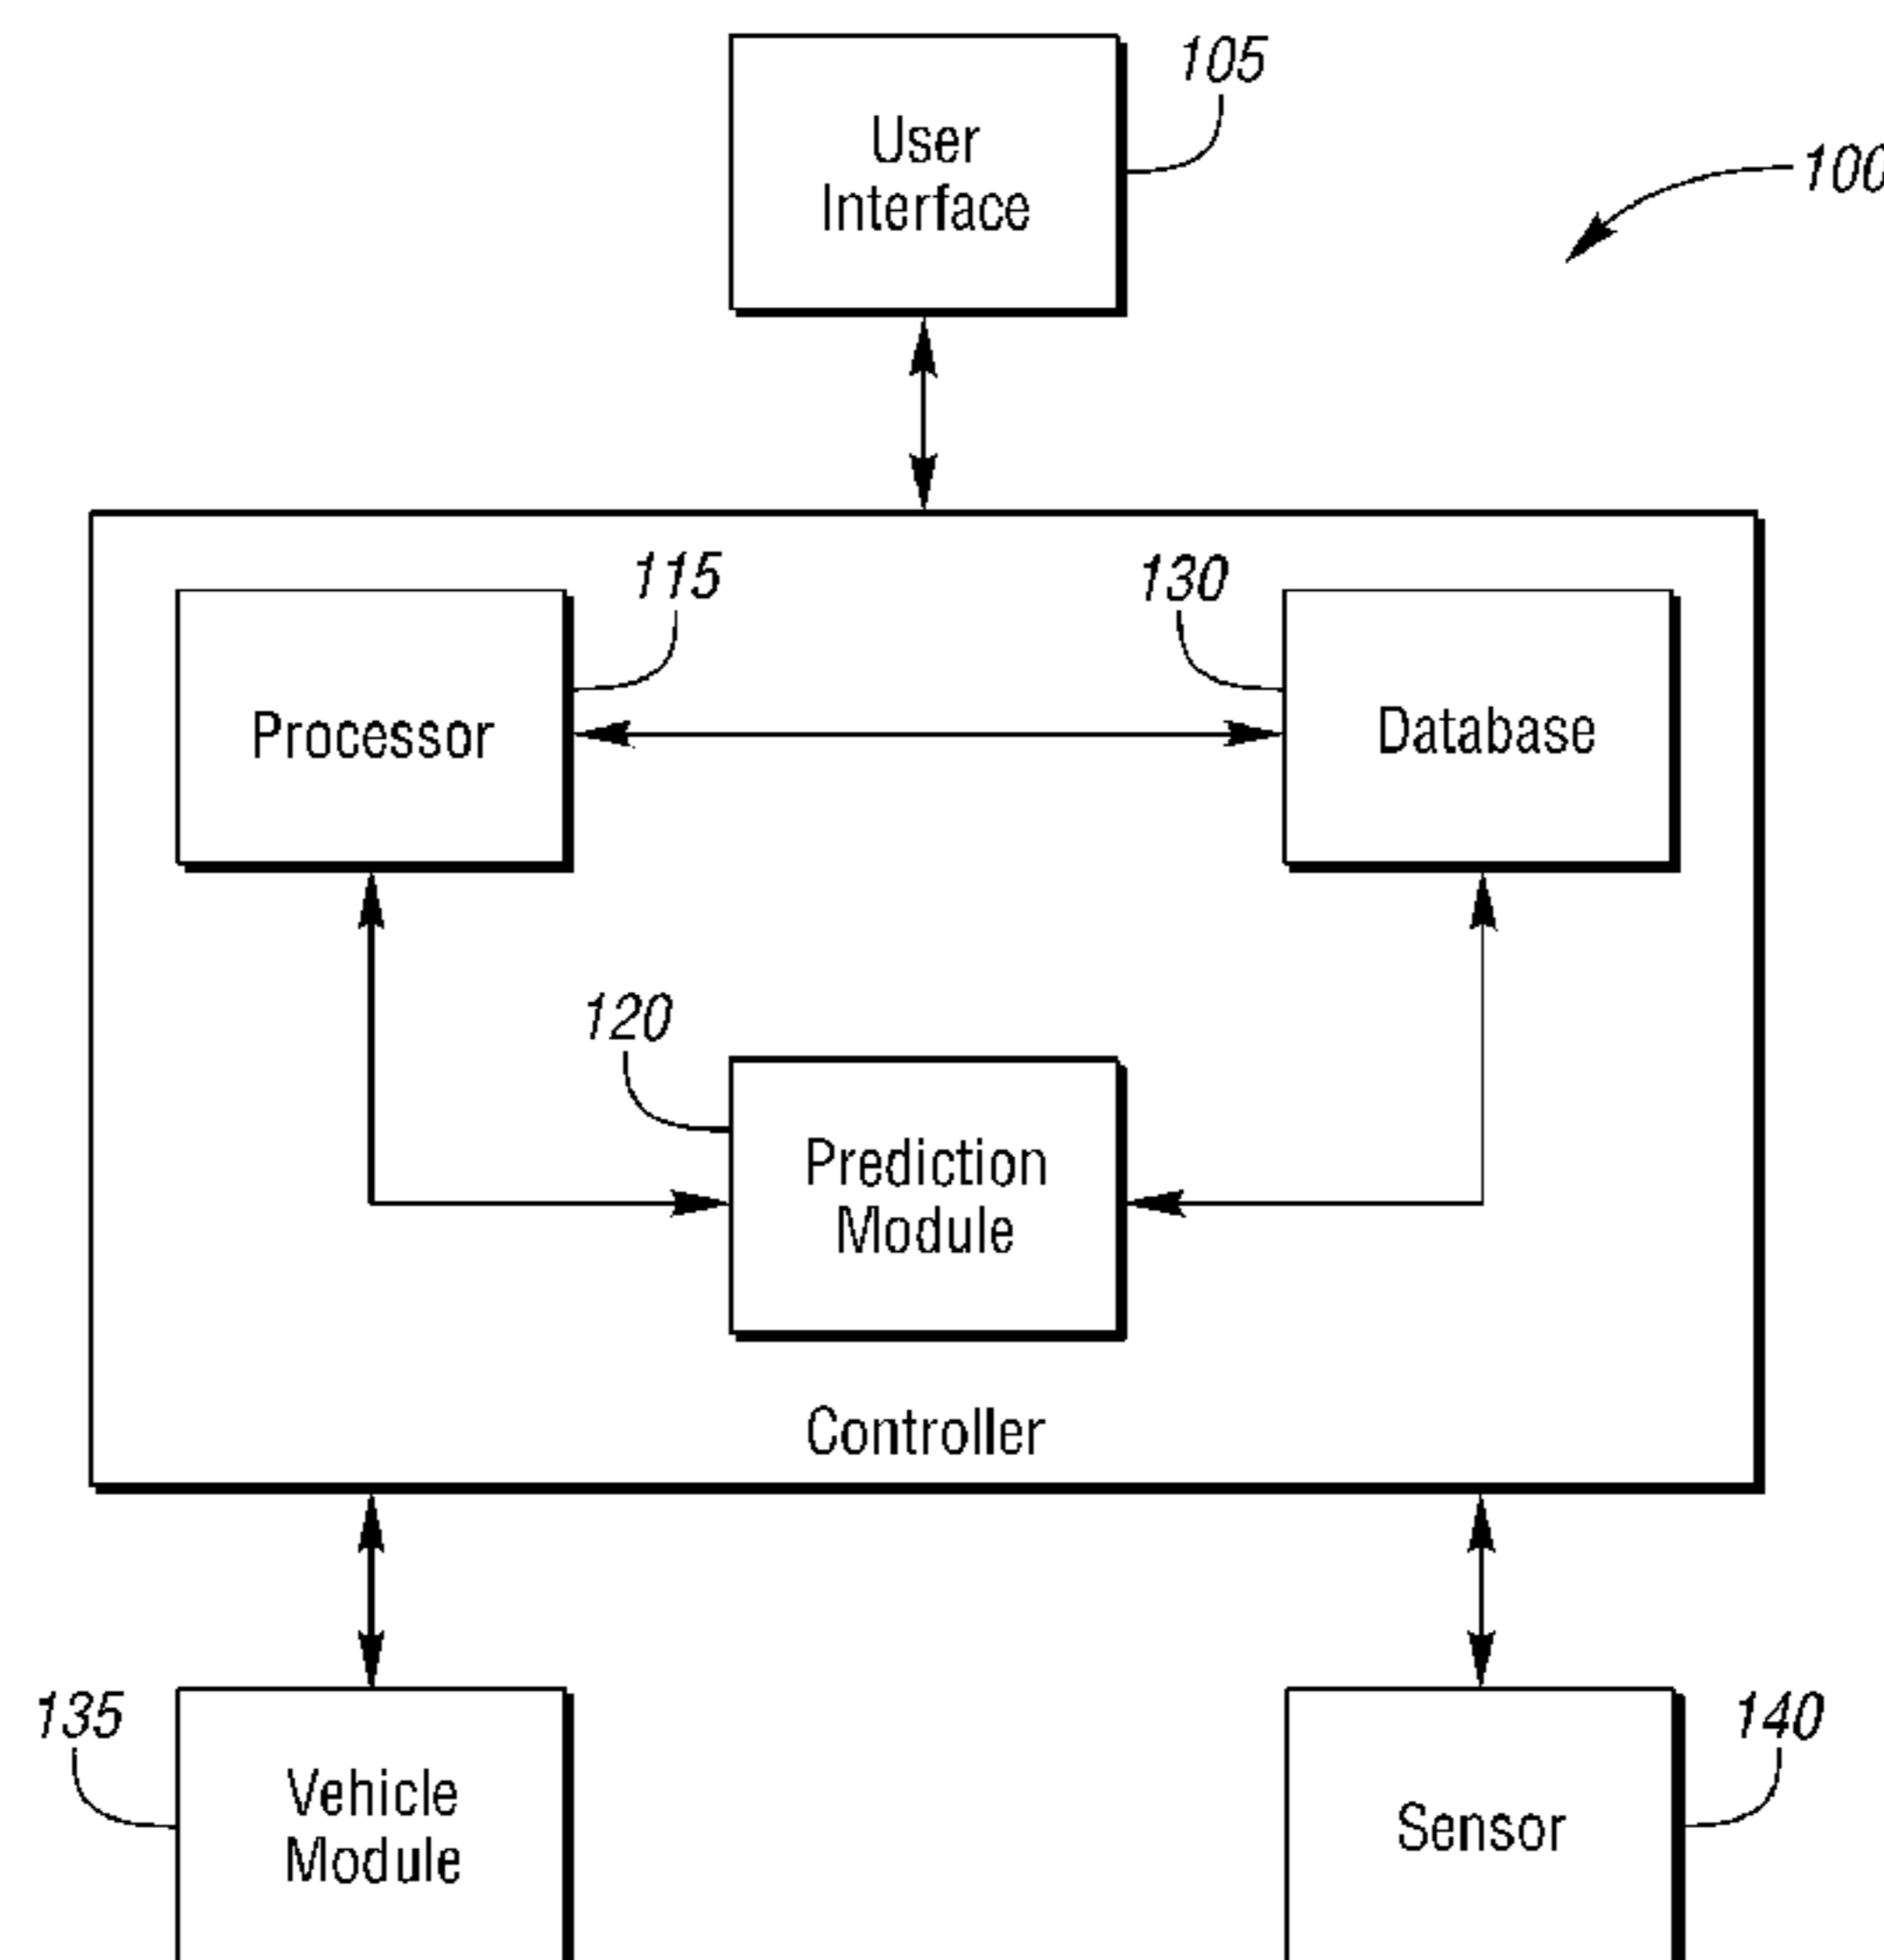 105
User
Interface
100
115
130
Processor
Database
120
Prediction
Module
Controller
135
140
Vehicle
Module
Sensor